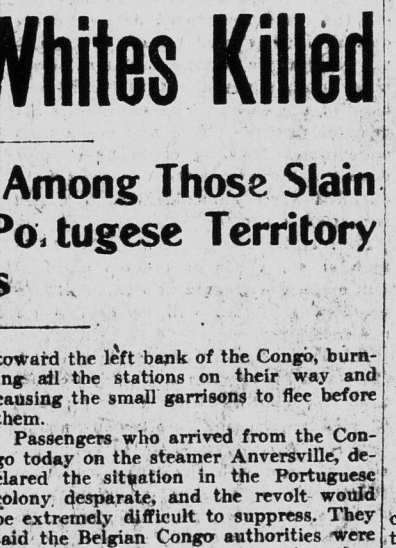 Whites Killed
Among Those Slain
Po tugese Territory
s
toward the left bank of the Congo, burn-
ng all the stations on their way and
causing the small garrisons to flee before
them.
Passengers who arrived from the Con-
go today on the steamer Anversville, de-
clared the situation in the Portuguese
colony desparate, and the revolt would
be extremely difficult to suppress. They
said the Belgian Congo authorities were